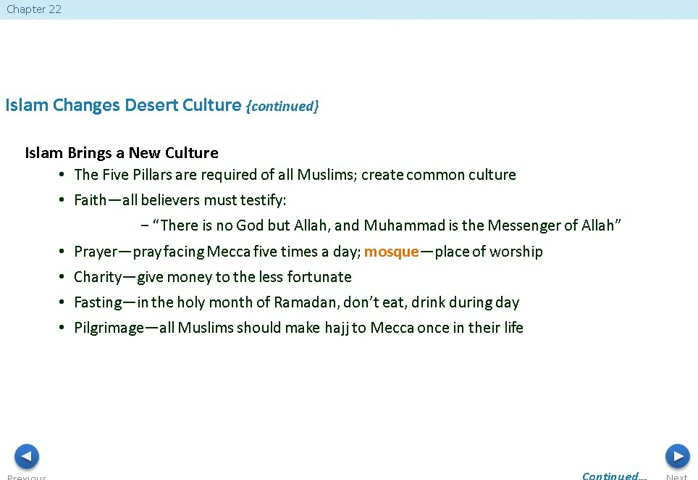 Chapter 22
Islam Changes Desert Culture {continued}
Islam Brings a New Culture
• The Five Pillars are required of all Muslims; create common culture
• Faith—all believers must testify:
– “There is no God but Allah, and Muhammad is the Messenger of Allah”
• Prayer—pray facing Mecca five times a day; mosque—place of worship
• Charity—give money to the less fortunate
• Fasting—in the holy month of Ramadan, don’t eat, drink during day
• Pilgrimage—all Muslims should make hajj to Mecca once in their life
Continued...
Previous
Next